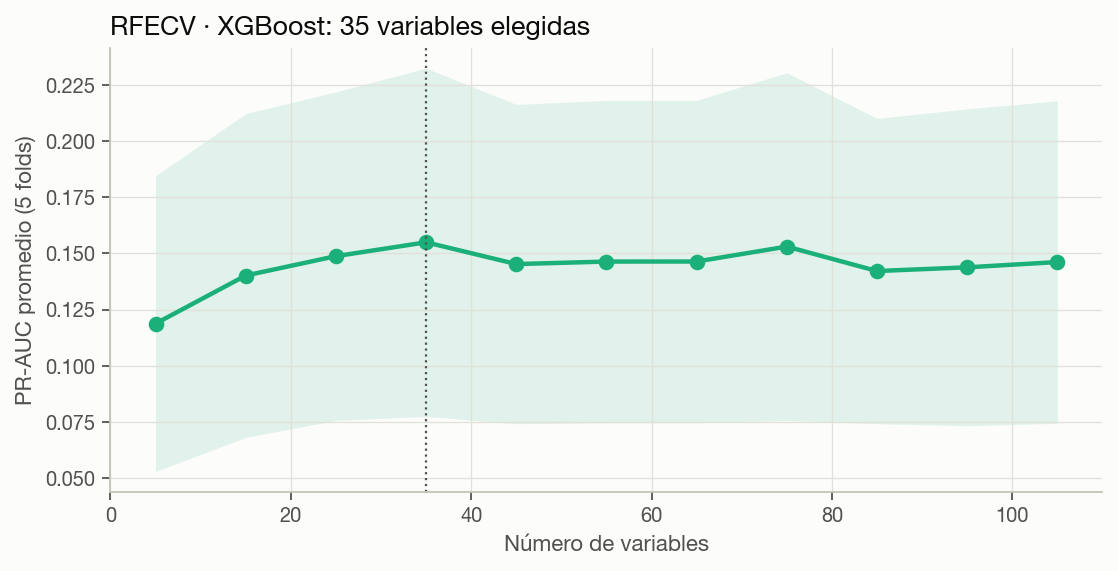 RFECV · XGBoost: 35 variables elegidas
PR-AUC promedio (5 folds)
0.225
0.200
0.175
0.150
0.125
0.100
0.075
0.050
0 20 40 60 80 100
Número de variables